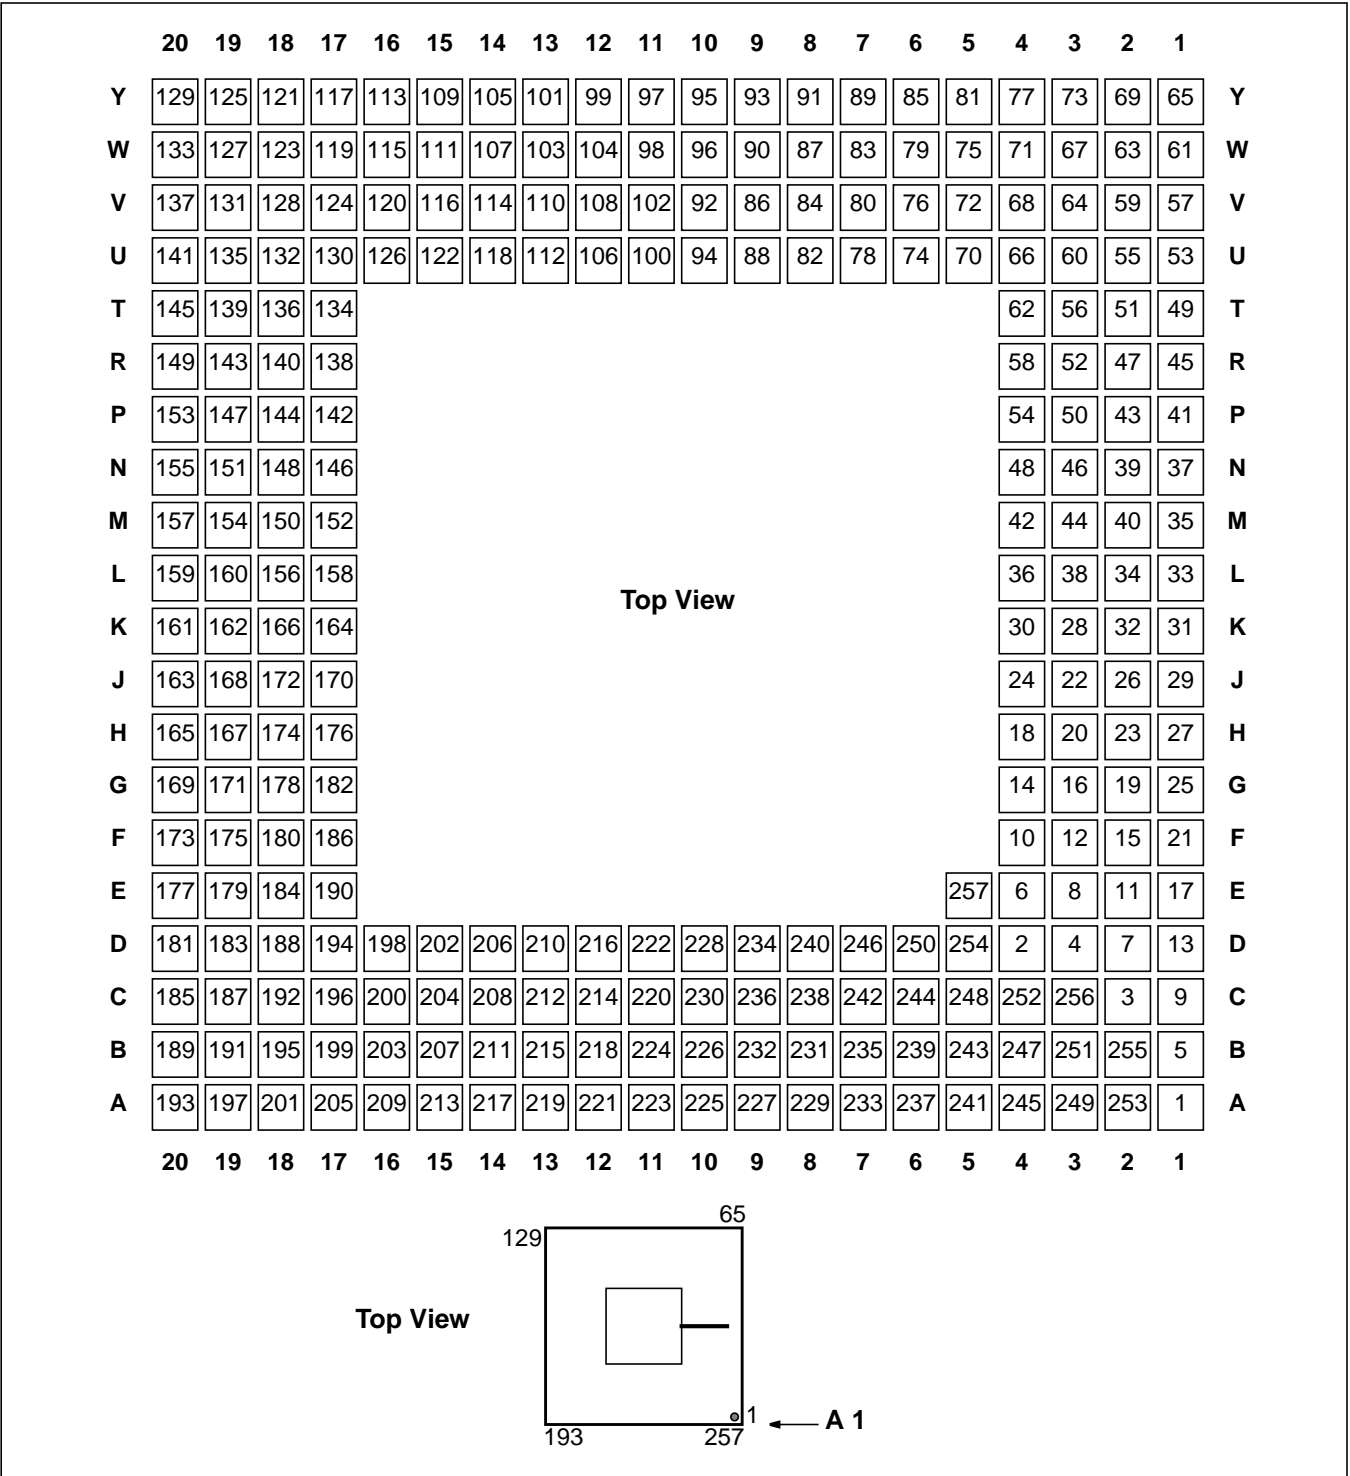 20 19 18 17 16 15 14 13 12 11 10 9 8 7 6 5 4 3 2 1
Y 129 125 121 117 113 109 105 101 99 97 95 93 91 89 85 81 77 73 69 65 Y
W 133 127 123 119 115 111 107 103 104 98 96 90 87 83 79 75 71 67 63 61 W
V 137 131 128 124 120 116 114 110 108 102 92 86 84 80 76 72 68 64 59 57 V
U 141 135 132 130 126 122 118 112 106 100 94 88 82 78 74 70 66 60 55 53 U
T 145 139 136 134 62 56 51 49 T
R 149 143 140 138 58 52 47 45 R
P 153 147 144 142 54 50 43 41 P
N 155 151 148 146 48 46 39 37 N
M 157 154 150 152 42 44 40 35 M
L 159 160 156 158 36 38 34 33 L
Top View
K 161 162 166 164 30 28 32 31 K
J 163 168 172 170 24 22 26 29 J
H 165 167 174 176 18 20 23 27 H
G 169 171 178 182 14 16 19 25 G
F 173 175 180 186 10 12 15 21 F
E 177 179 184 190 257 6 8 11 17 E
D 181 183 188 194 198 202 206 210 216 222 228 234 240 246 250 254 2 4 7 13 D
C 185 187 192 196 200 204 208 212 214 220 230 236 238 242 244 248 252 256 3 9 C
B 189 191 195 199 203 207 211 215 218 224 226 232 231 235 239 243 247 251 255 5 B
A 193 197 201 205 209 213 217 219 221 223 225 227 229 233 237 241 245 249 253 1 A
20 19 18 17 16 15 14 13 12 11 10 9 8 7 6 5 4 3 2 1
65
129
Top View
1 A 1
193 257